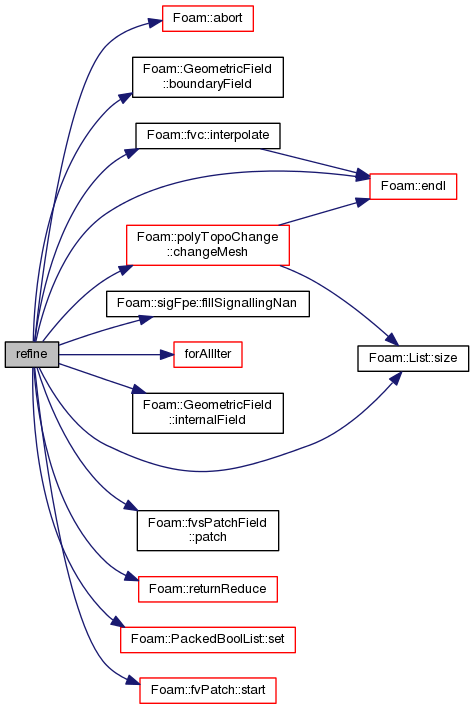 Foam::abort
Foam::GeometricField
::boundaryField
Foam::fvc::interpolate
Foam::endl
Foam::polyTopoChange
::changeMesh
Foam::sigFpe::fillSignallingNan
refine
forAllIter
Foam::List::size
Foam::GeometricField
::internalField
Foam::fvsPatchField
::patch
Foam::returnReduce
Foam::PackedBoolList::set
Foam::fvPatch::start